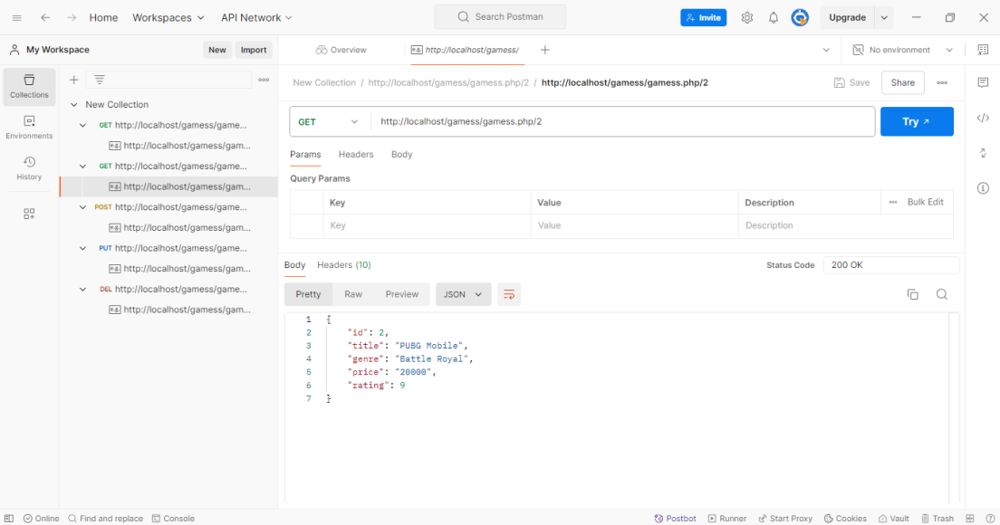 Home Workspaces API Network Search Postman Invite Upgrade
My Workspace New Import Overview http://localhost/gamess/ No environment
Collections
Environments
History
New Collection
GET http://localhost/gamess/game...
http://localhost/gamess/gam...
GET http://localhost/gamess/game...
http://localhost/gamess/gam...
POST http://localhost/gamess/game...
http://localhost/gamess/gam...
PUT http://localhost/gamess/game...
http://localhost/gamess/gam...
DEL http://localhost/gamess/game...
http://localhost/gamess/gam...
New Collection / http://localhost/gamess/gamess.php/2 / http://localhost/gamess/gamess.php/2 Save Share
GET http://localhost/gamess/gamess.php/2 Try
Params Headers Body
Query Params
Key Value Description Bulk Edit
Key Value Description
Body Headers (10) Status Code 200 OK
Pretty Raw Preview JSON
1 {
2 "id": 2,
3 "title": "PUBG Mobile",
4 "genre": "Battle Royal",
5 "price": "20000",
6 "rating": 9
7 }
Online Find and replace Console Postbot Runner Start Proxy Cookies Vault Trash